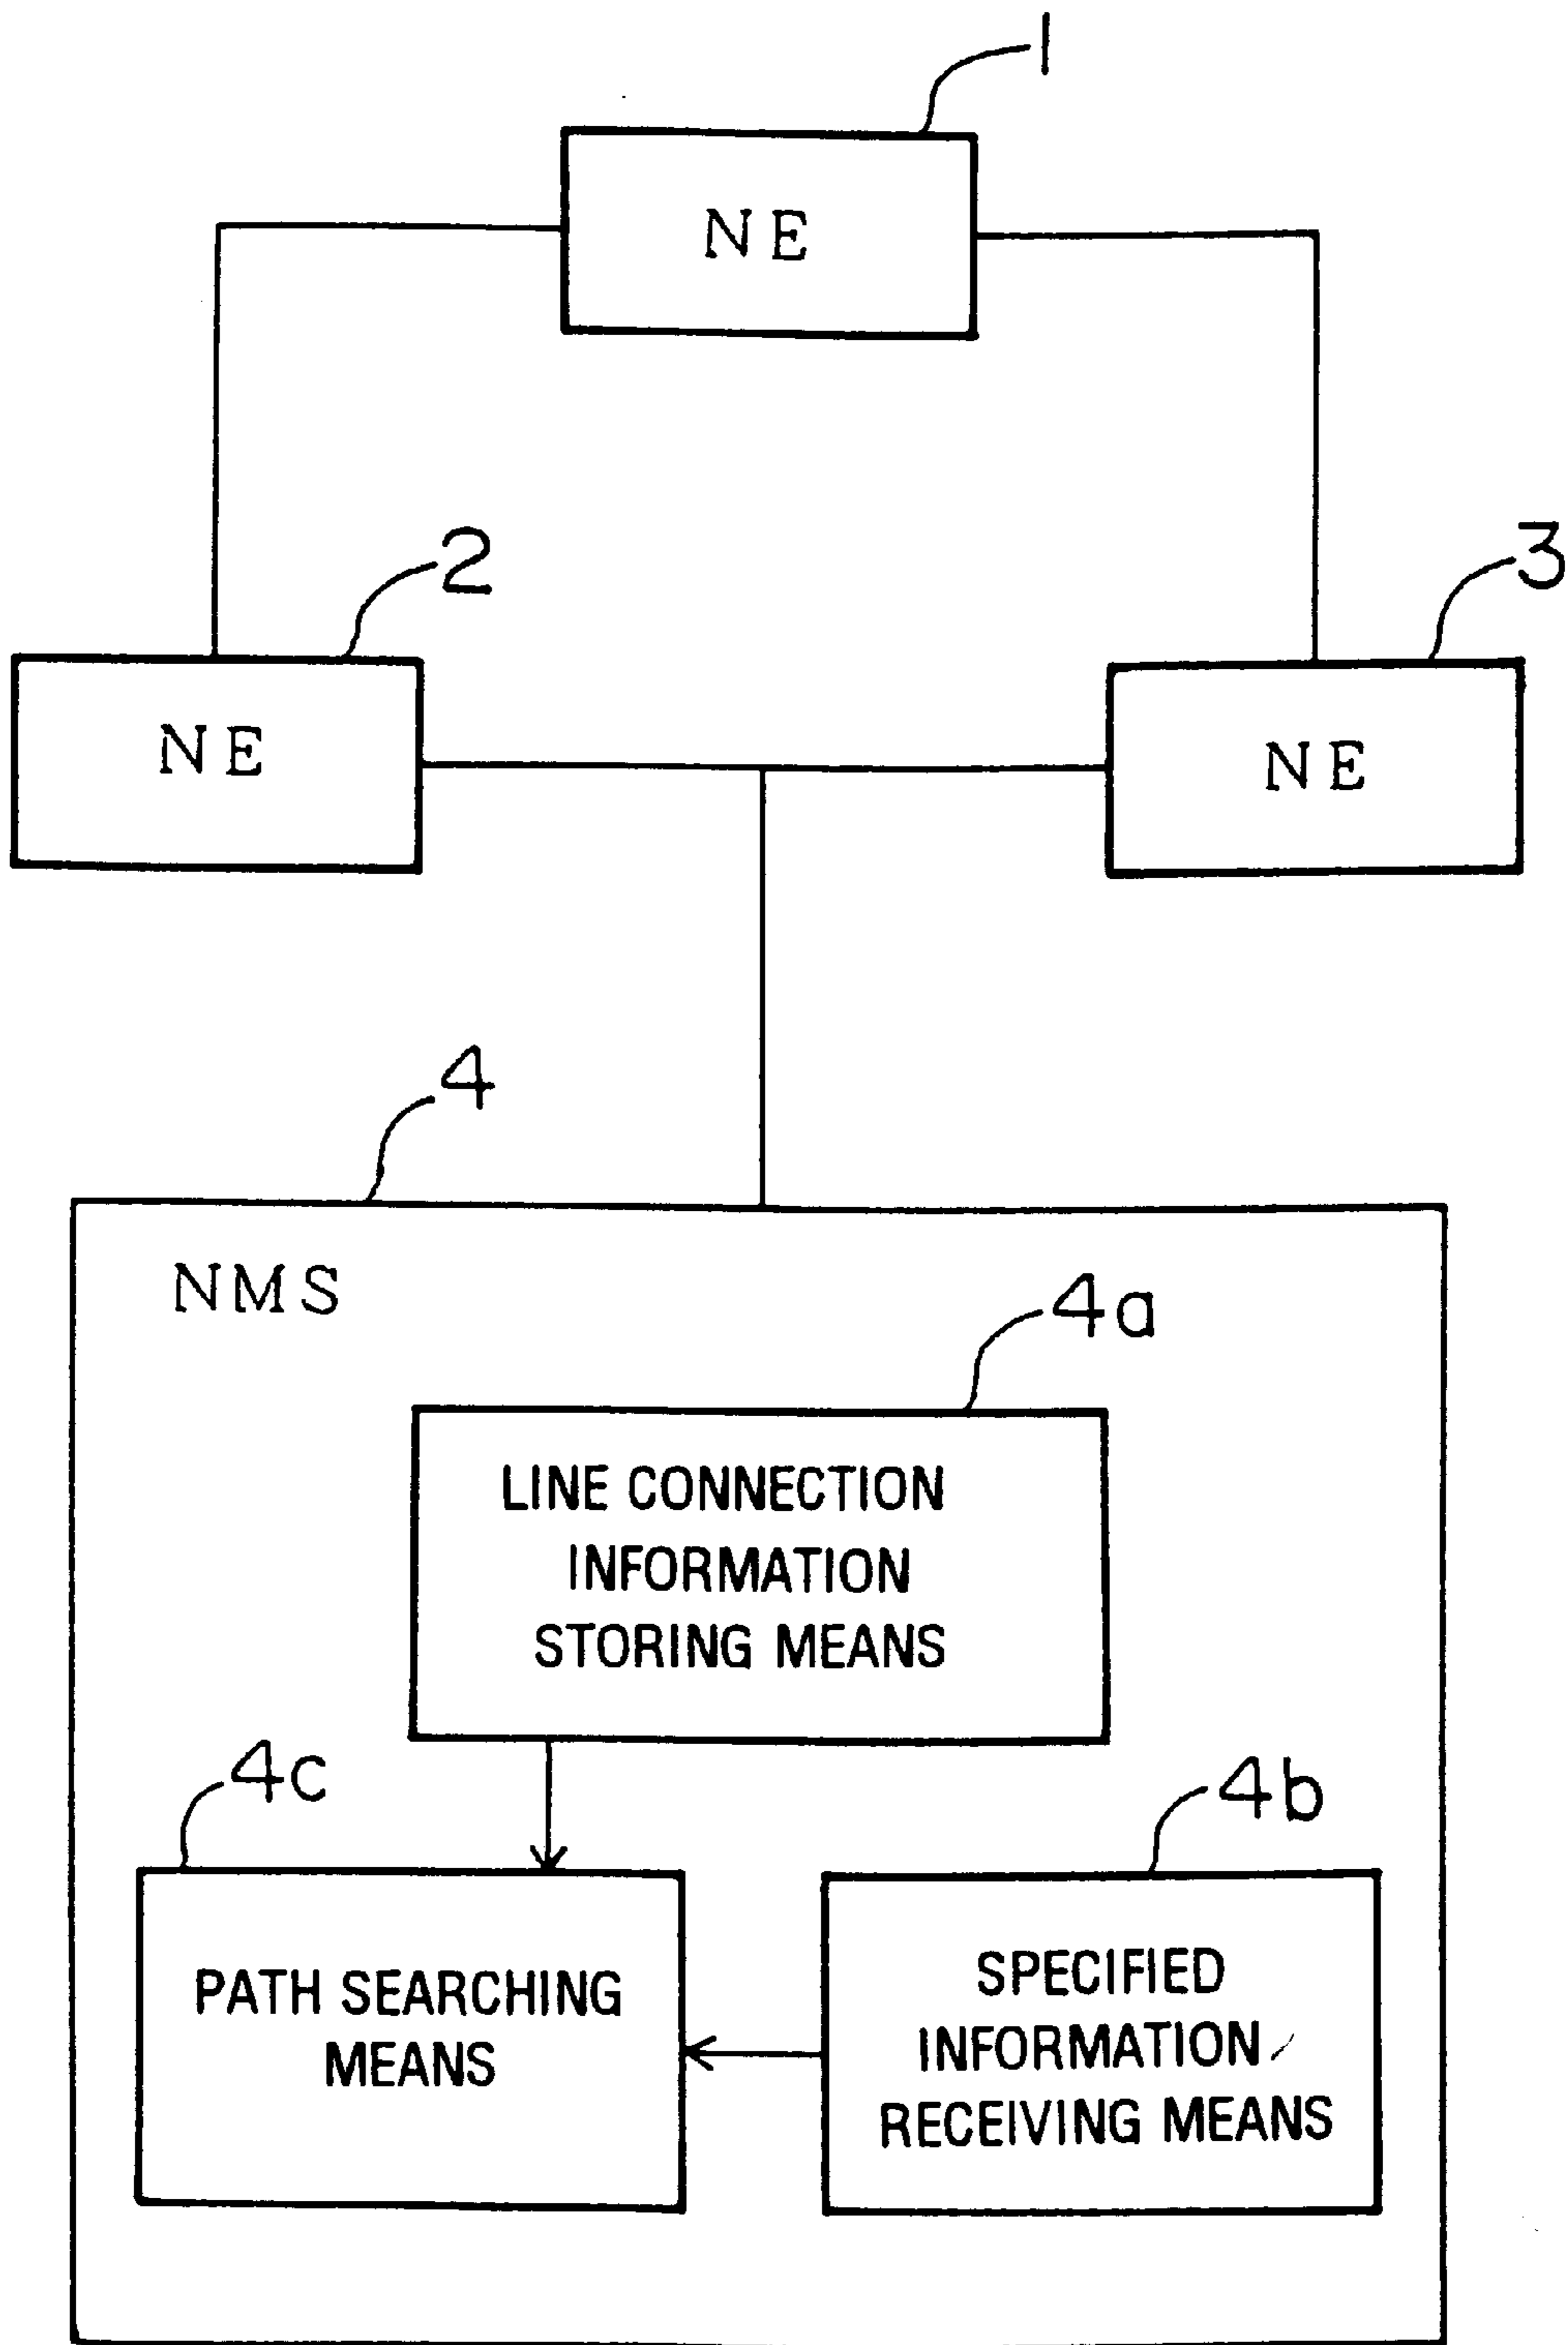 1
NE
2
3
NE
NE
4
NMS
4a
LINE CONNECTION
INFORMATION
STORING MEANS
4c
4b
PATH SEARCHING
MEANS
SPECIFIED
INFORMATION
RECEIVING MEANS